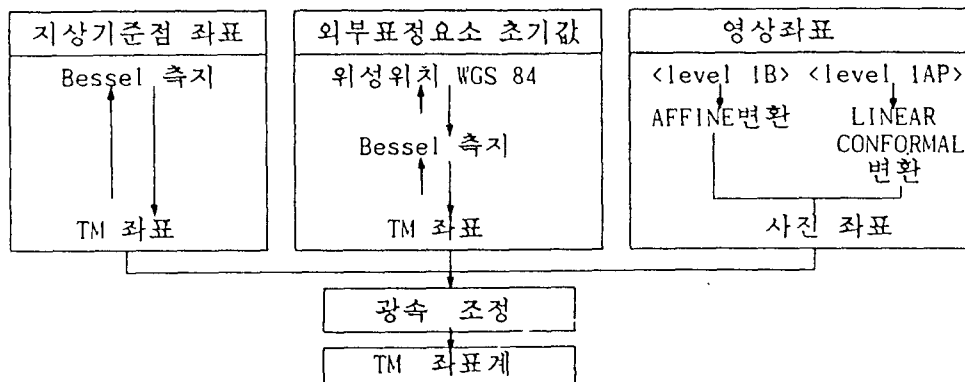 지상기준점 좌표
Bessel 측지
TM 좌표
외부표정요소 초기값
위성위치 WGS 84
Bessel 측지
TM 좌표
영상좌표
<level 1B> <level 1AP>
AFFINE변환
LINEAR
CONFORMAL
변환
사진 좌표
광속 조정
TM 좌표계